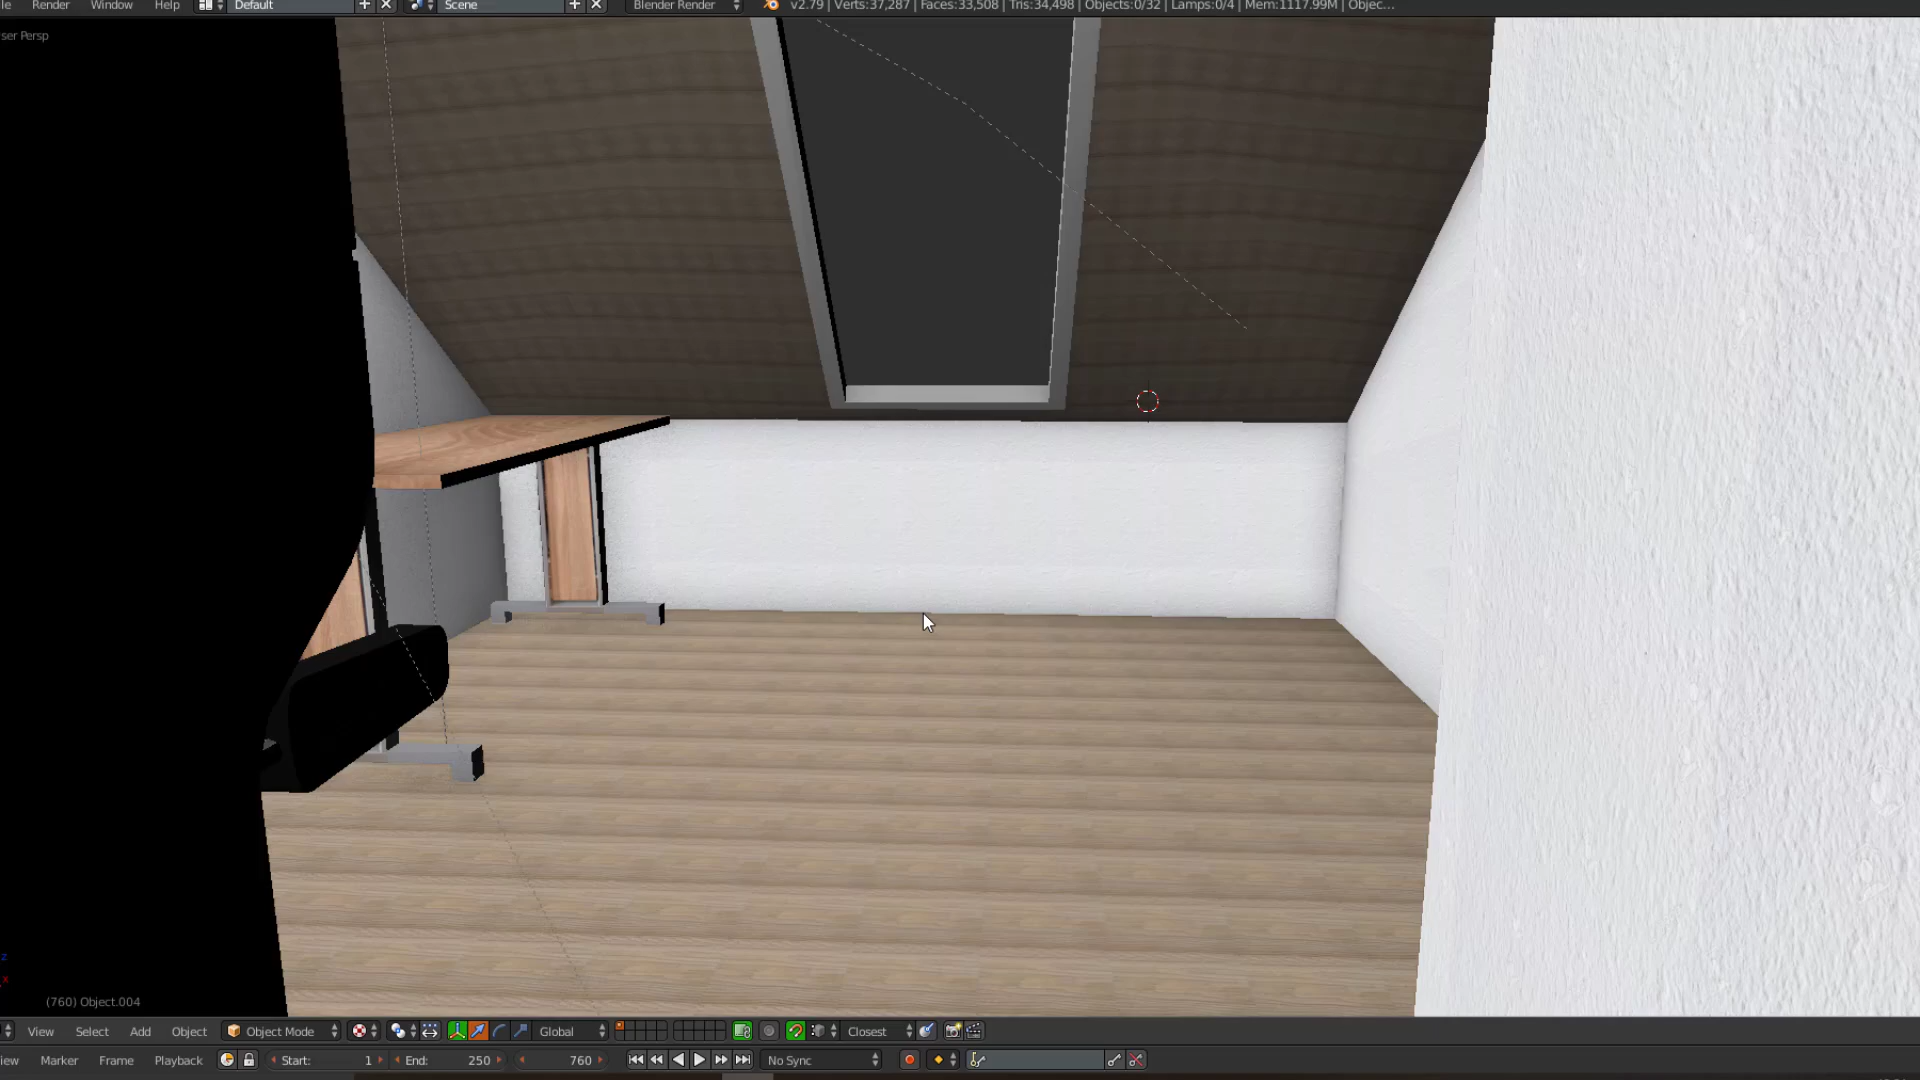 le Render Window Help Default Scene Blender Render v2.79 | Verts:37,287 | Faces:33,508 | Tris:34,498 | Objects:0/32 | Lamps:0/4 | Mem:1117.99M | Objec...
ser Persp
z
x
(760) Object.004
View Select Add Object Object Mode Global Closest
iew Marker Frame Playback Start: 1 End: 250 760 No Sync